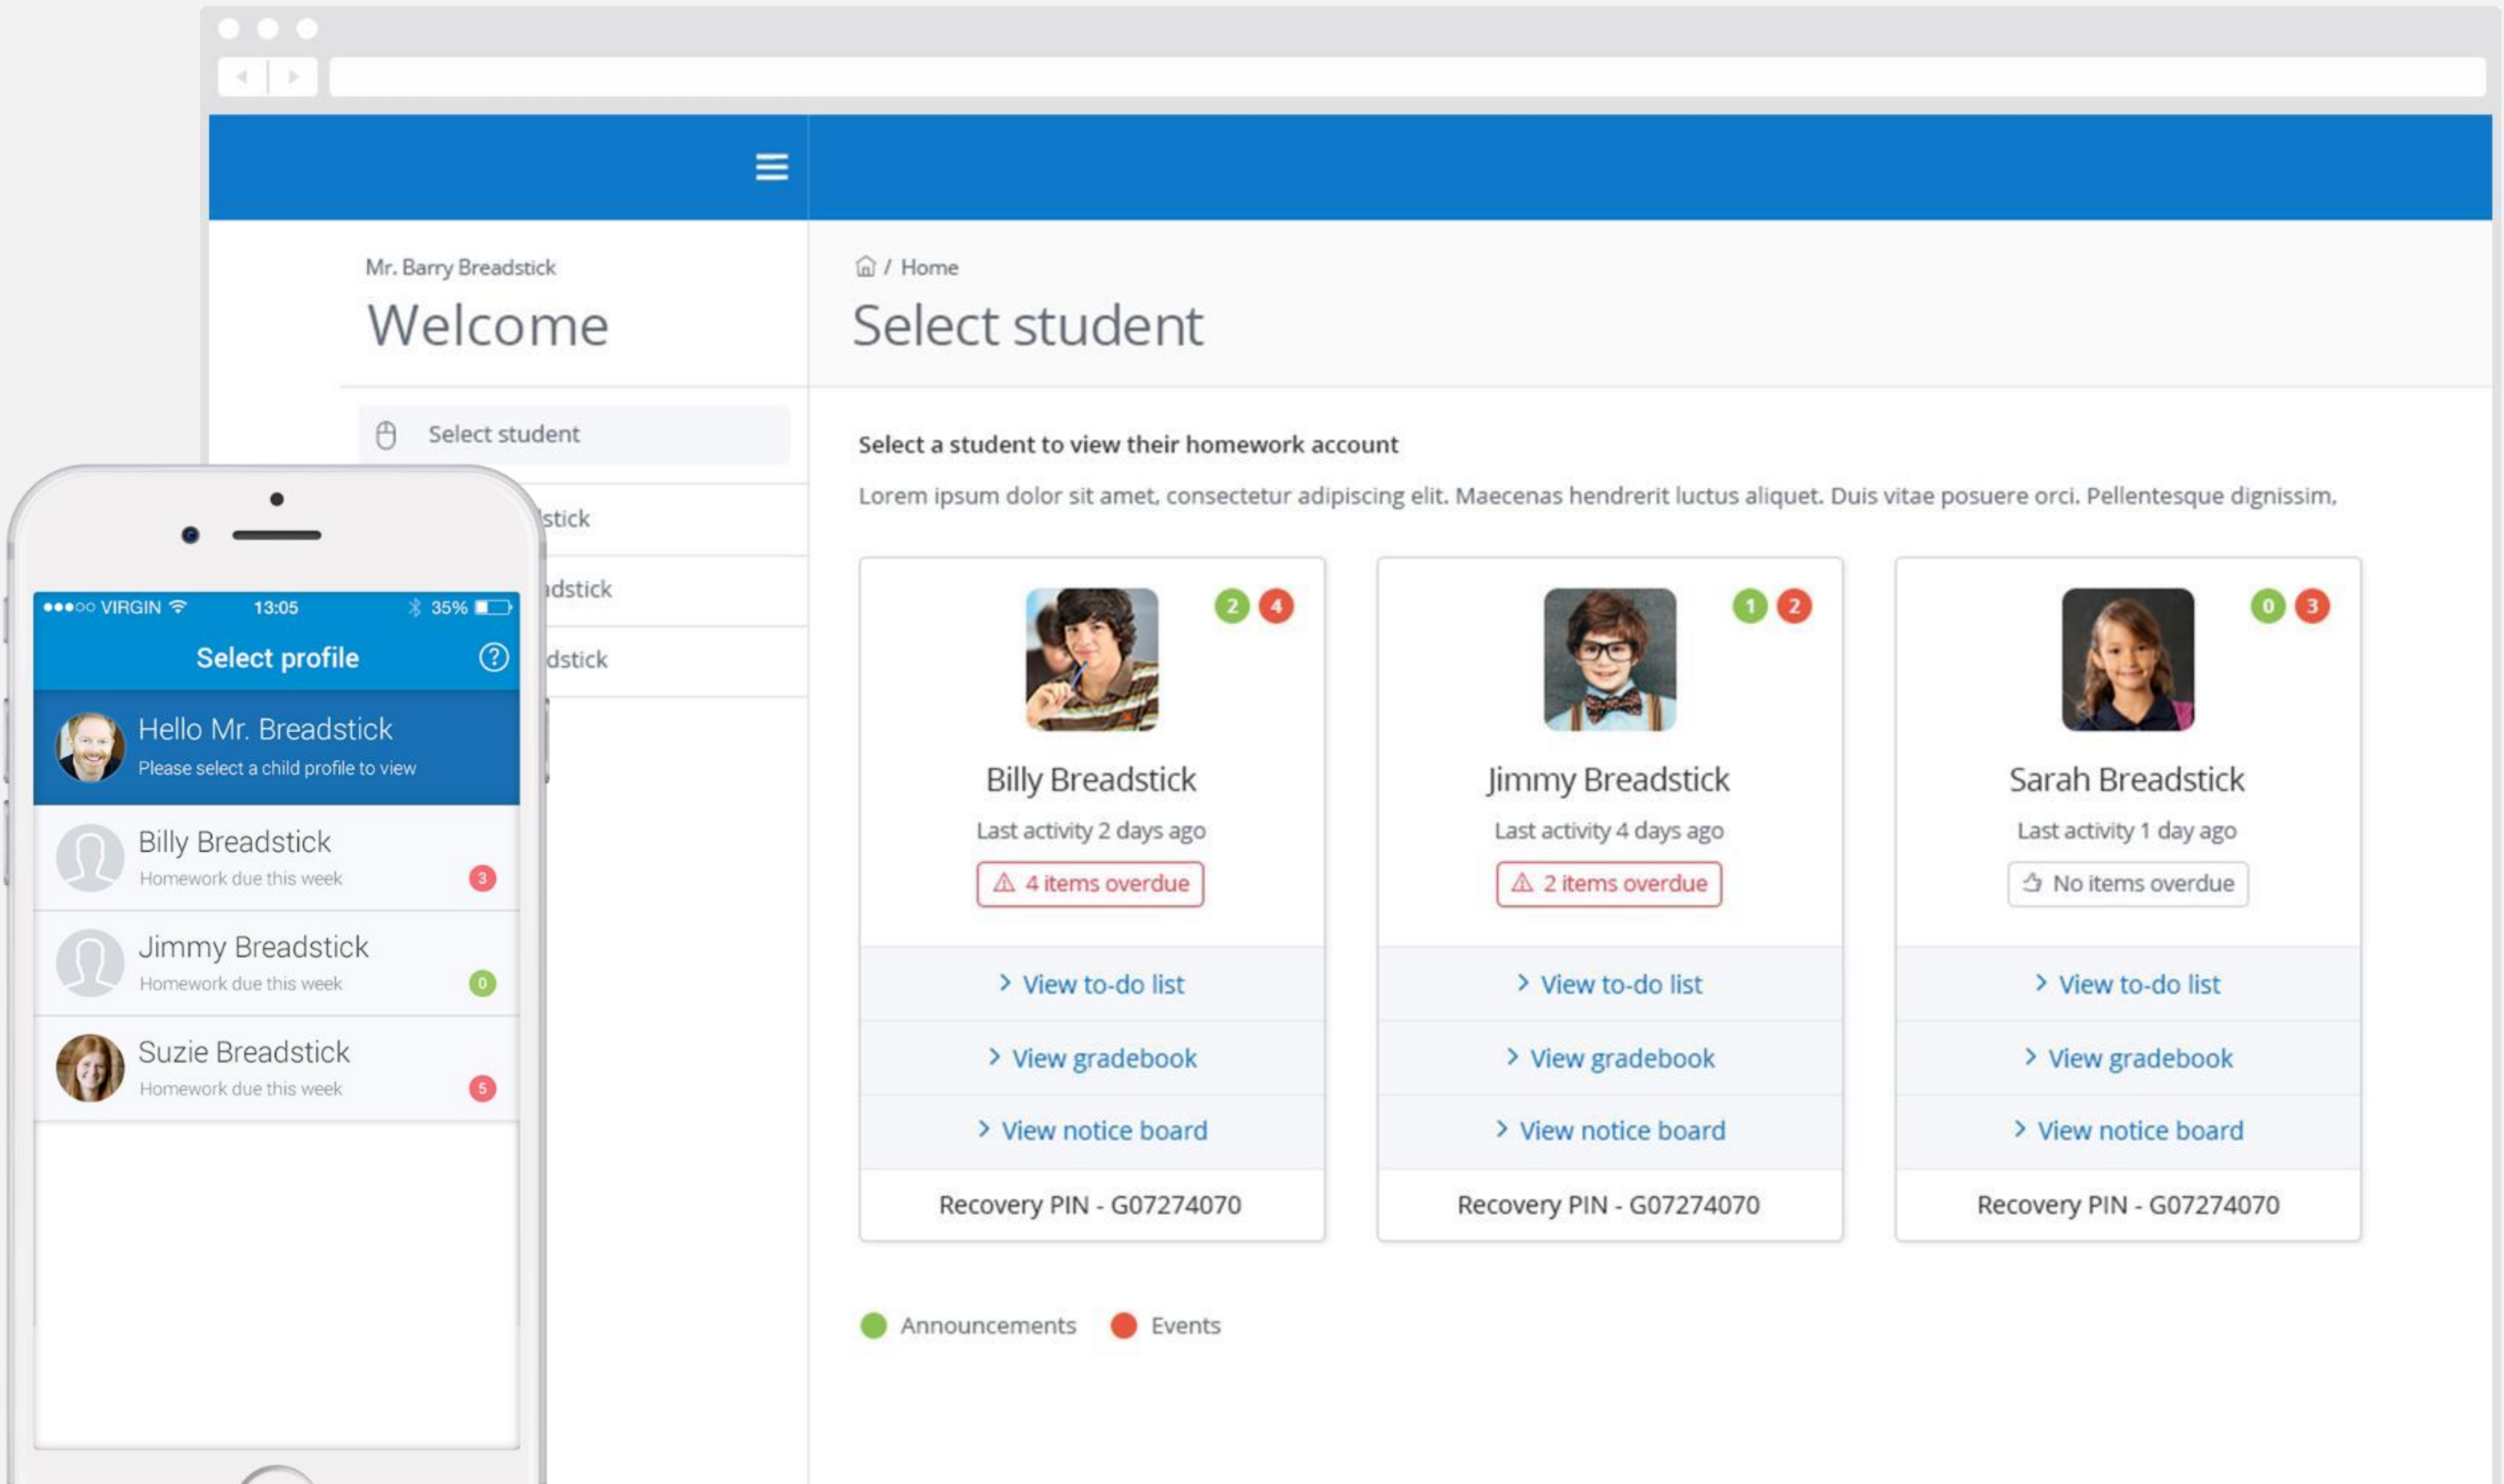 Mr. Barry Breadstick
Welcome
Select student
stick
adstick
dstick
/ Home
Select student
Select a student to view their homework account
Lorem ipsum dolor sit amet, consectetur adipiscing elit. Maecenas hendrerit luctus aliquet. Duis vitae posuere orci. Pellentesque dignissim,
2 4
Billy Breadstick
Last activity 2 days ago
4 items overdue
> View to-do list
> View gradebook
> View notice board
Recovery PIN - G07274070
1 2
Jimmy Breadstick
Last activity 4 days ago
2 items overdue
> View to-do list
> View gradebook
> View notice board
Recovery PIN - G07274070
0 3
Sarah Breadstick
Last activity 1 day ago
No items overdue
> View to-do list
> View gradebook
> View notice board
Recovery PIN - G07274070
Announcements Events
VIRGIN 13:05 35%
Select profile ?
Hello Mr. Breadstick
Please select a child profile to view
Billy Breadstick
Homework due this week 3
Jimmy Breadstick
Homework due this week 0
Suzie Breadstick
Homework due this week 5